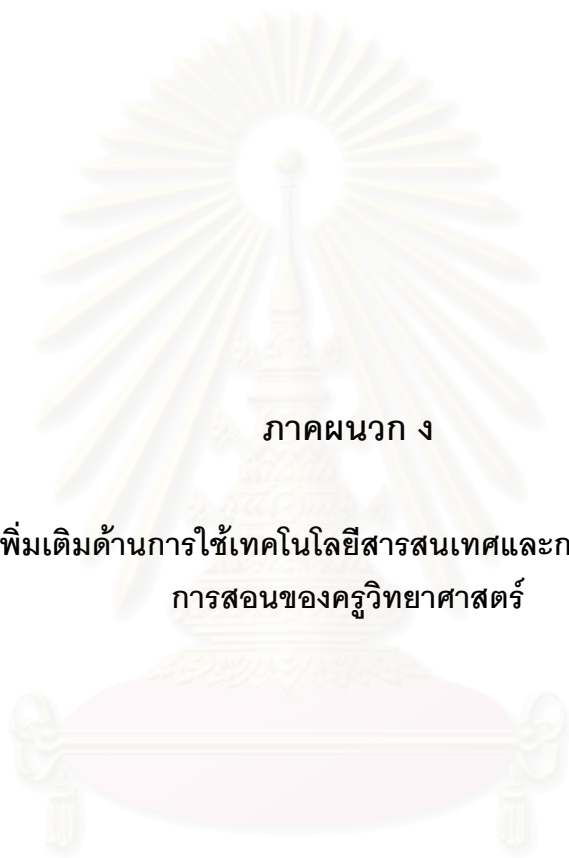 ภาคผนวก ง
พิ่มเติมด้านการใช้เทคโนโลยีสารสนเทศและก
การสอนของครูวิทยาศาสตร์